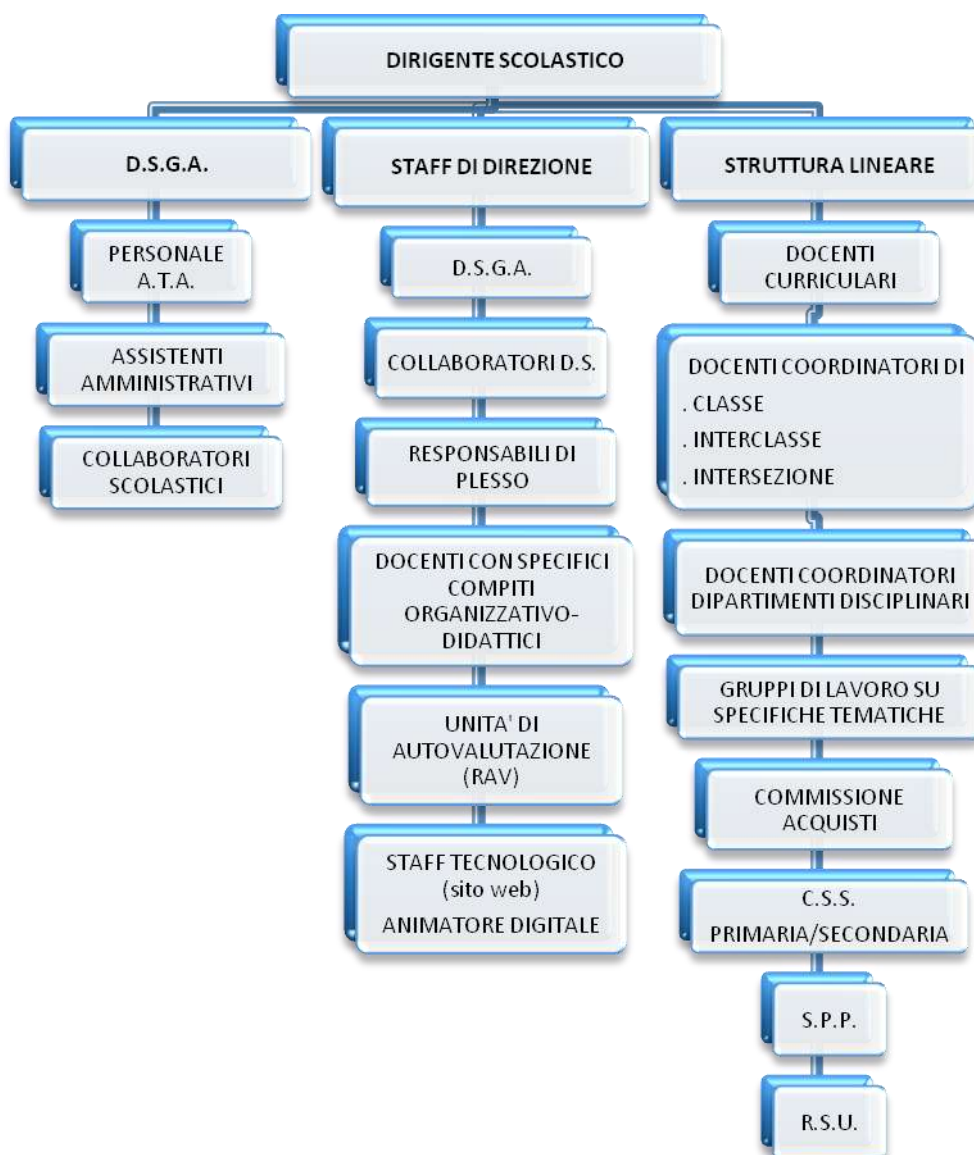 DIRIGENTE SCOLASTICO
D.S.G.A.
PERSONALE
A.T.A.
ASSISTENTI
AMMINISTRATIVI
COLLABORATORI
SCOLASTICI
STAFF DI DIREZIONE
D.S.G.A.
COLLABORATORI D.S.
RESPONSABILI DI
PLESSO
DOCENTI CON SPECIFICI
COMPITI
ORGANIZZATIVO-
DIDATTICI
UNITA' DI
AUTOVALUTAZIONE
(RAV)
STAFF TECNOLOGICO
(sito web)
ANIMATORE DIGITALE
STRUTTURA LINEARE
DOCENTI
CURRICULARI
DOCENTI COORDINATORI DI
. CLASSE
. INTERCLASSE
. INTERSEZIONE
DOCENTI COORDINATORI
DIPARTIMENTI DISCIPLINARI
GRUPPI DI LAVORO SU
SPECIFICHE TEMATICHE
COMMISSIONE
ACQUISTI
C.S.S.
PRIMARIA/SECONDARIA
S.P.P.
R.S.U.